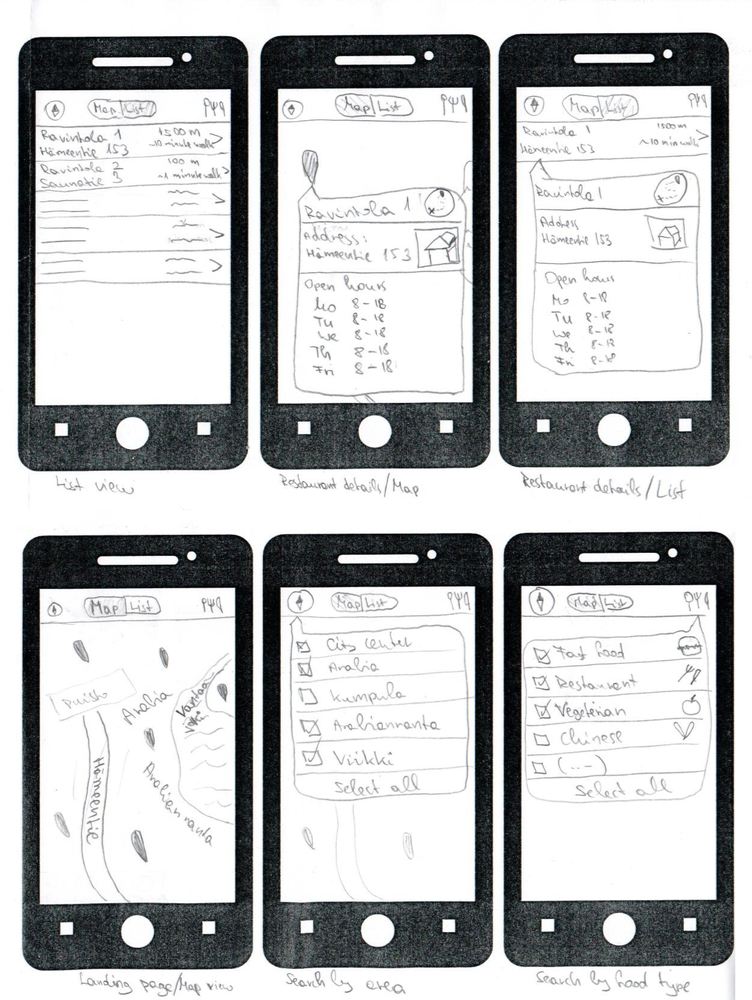 Map List
Ravintola 1 1500 m
Hämeentie 153 ~10 minute walk
Ravintola 2 100 m
Saunatie 3 ~1 minute walk
List view
Map List
Ravintola 1
Address:
Hämeentie 153
Open hours
Mo 8-18
Tu 8-18
We 8-18
Th 8-18
Fri 8-18
Restaurant details/Map
Map List
Ravintola 1 1500 m
Hämeentie 153 ~10 min walk
Ravintola 1
Address
Hämeentie 153
Open hours
Mo 8-18
Tu 8-18
We 8-18
Th 8-18
Fr 8-18
Restaurant details/List
Map List
Puisto
Arabia
Viikki
Hämeentie
Arabianranta
Landing page/Map view
Map List
City center
Arabia
Kumpula
Arabianranta
Viikki
Select all
Search by area
Map List
Fast food
Restaurant
Vegeterian
Chinese
(...)
Select all
Search by food type